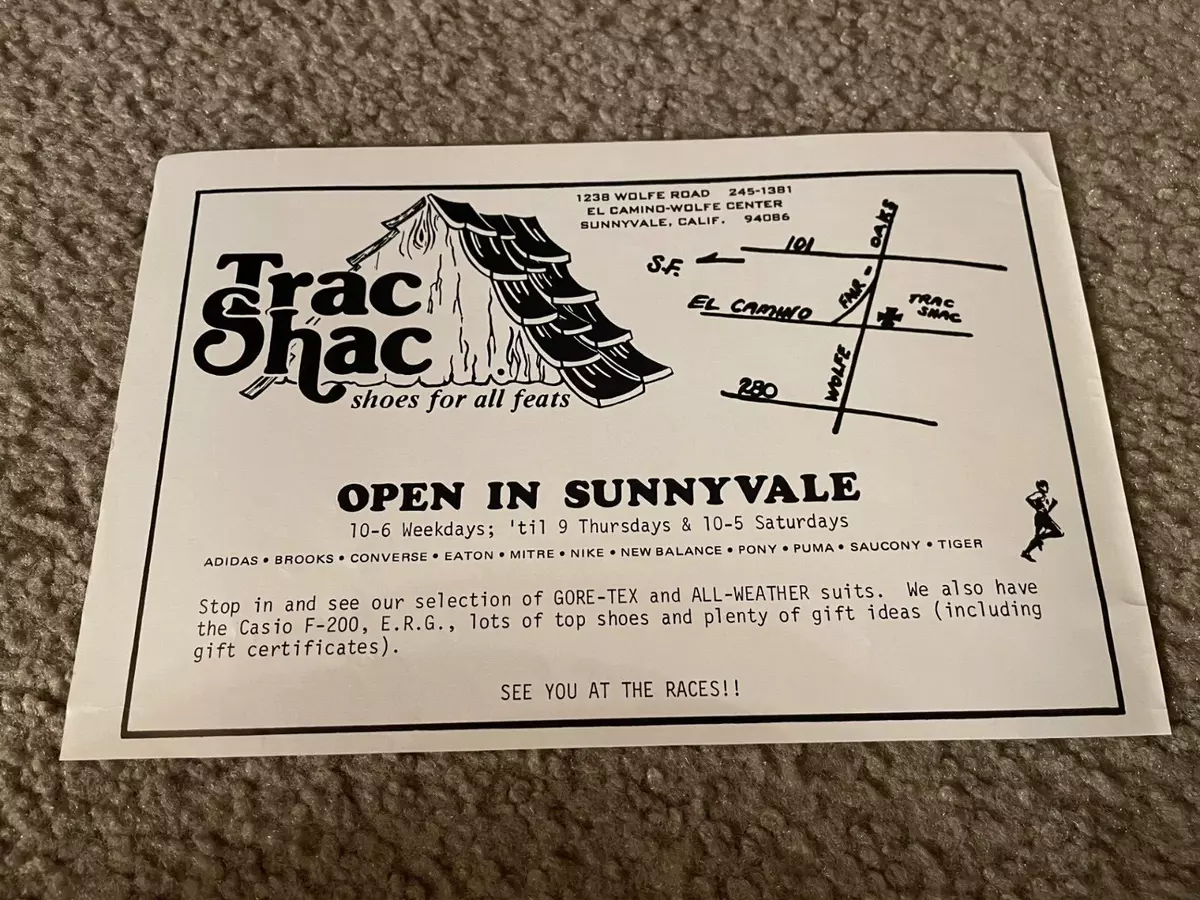 1238 WOLFE ROAD 245-1381
EL CAMINO-WOLFE CENTER
SUNNYVALE, CALIF. 94086
Trac
Shac
shoes for all feats
S.F.
101
FAIR-OAKS
EL CAMINO
TRAC
SHAC
WOLFE
280
OPEN IN SUNNYVALE
10-6 Weekdays; 'til 9 Thursdays & 10-5 Saturdays
ADIDAS • BROOKS • CONVERSE • EATON • MITRE • NIKE • NEW BALANCE • PONY • PUMA • SAUCONY • TIGER
Stop in and see our selection of GORE-TEX and ALL-WEATHER suits. We also have
the Casio F-200, E.R.G., lots of top shoes and plenty of gift ideas (including
gift certificates).
SEE YOU AT THE RACES!!